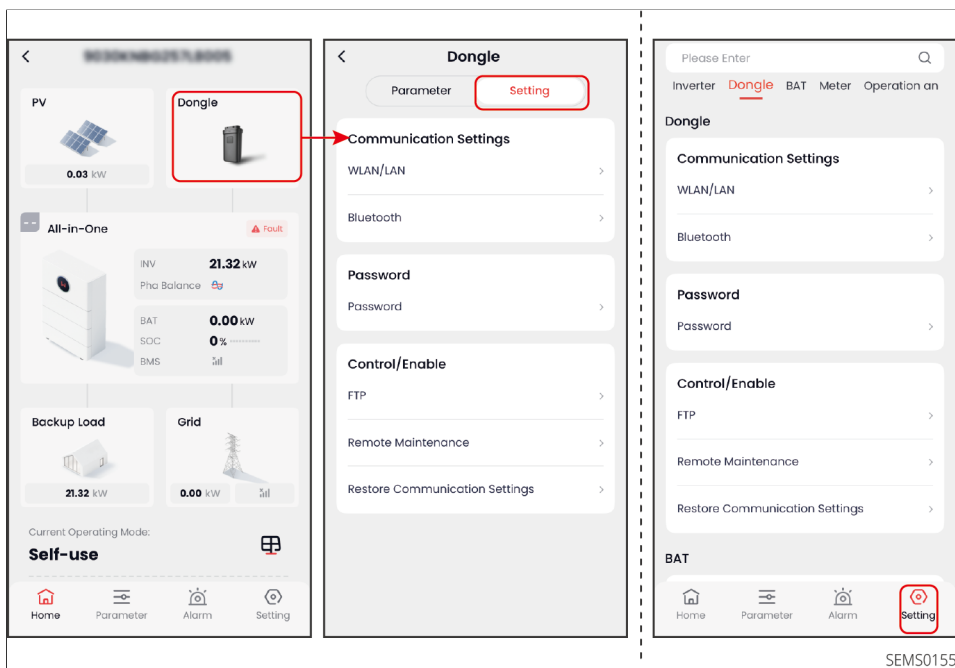 PV
Dongle
0.03 kW
All-in-One
Fault
INV 21.32 kW
Pha Balance
BAT 0.00 kW
SOC 0%
BMS
Backup Load
Grid
21.32 kW
0.00 kW
Current Operating Mode:
Self-use
Home Parameter Alarm Setting
Dongle
Parameter Setting
Communication Settings
WLAN/LAN
Bluetooth
Password
Password
Control/Enable
FTP
Remote Maintenance
Restore Communication Settings
Please Enter
Inverter Dongle BAT Meter Operation an
Dongle
Communication Settings
WLAN/LAN
Bluetooth
Password
Password
Control/Enable
FTP
Remote Maintenance
Restore Communication Settings
BAT
Home Parameter Alarm Setting
SEMS0155